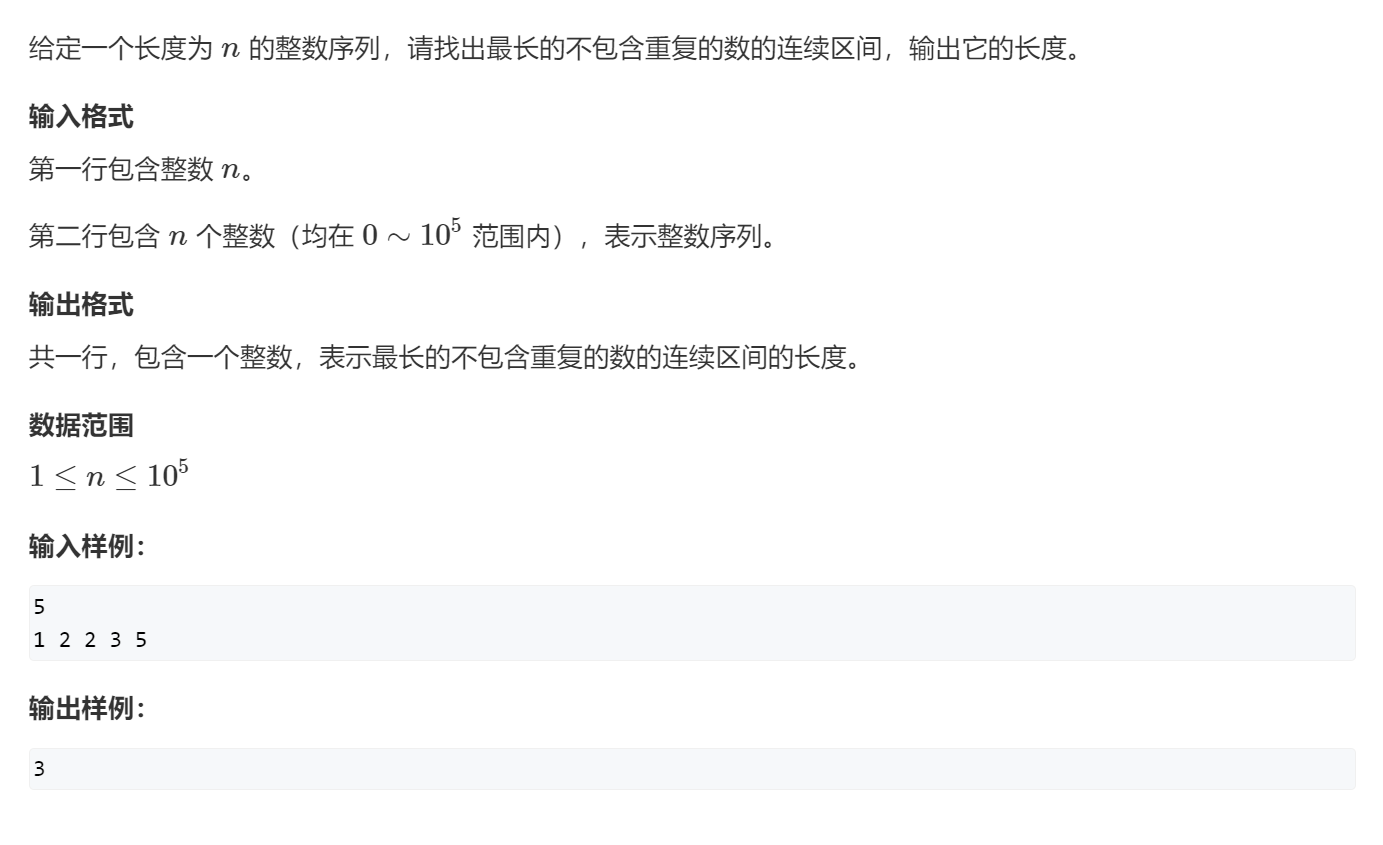 给定一个长度为 n 的整数序列，请找出最长的不包含重复的数的连续区间，输出它的长度。
输入格式
第一行包含整数 n。
第二行包含 n 个整数（均在 0 ∼ 10^5 范围内），表示整数序列。
输出格式
共一行，包含一个整数，表示最长的不包含重复的数的连续区间的长度。
数据范围
1 ≤ n ≤ 10^5
输入样例：
5
1 2 2 3 5
输出样例：
3